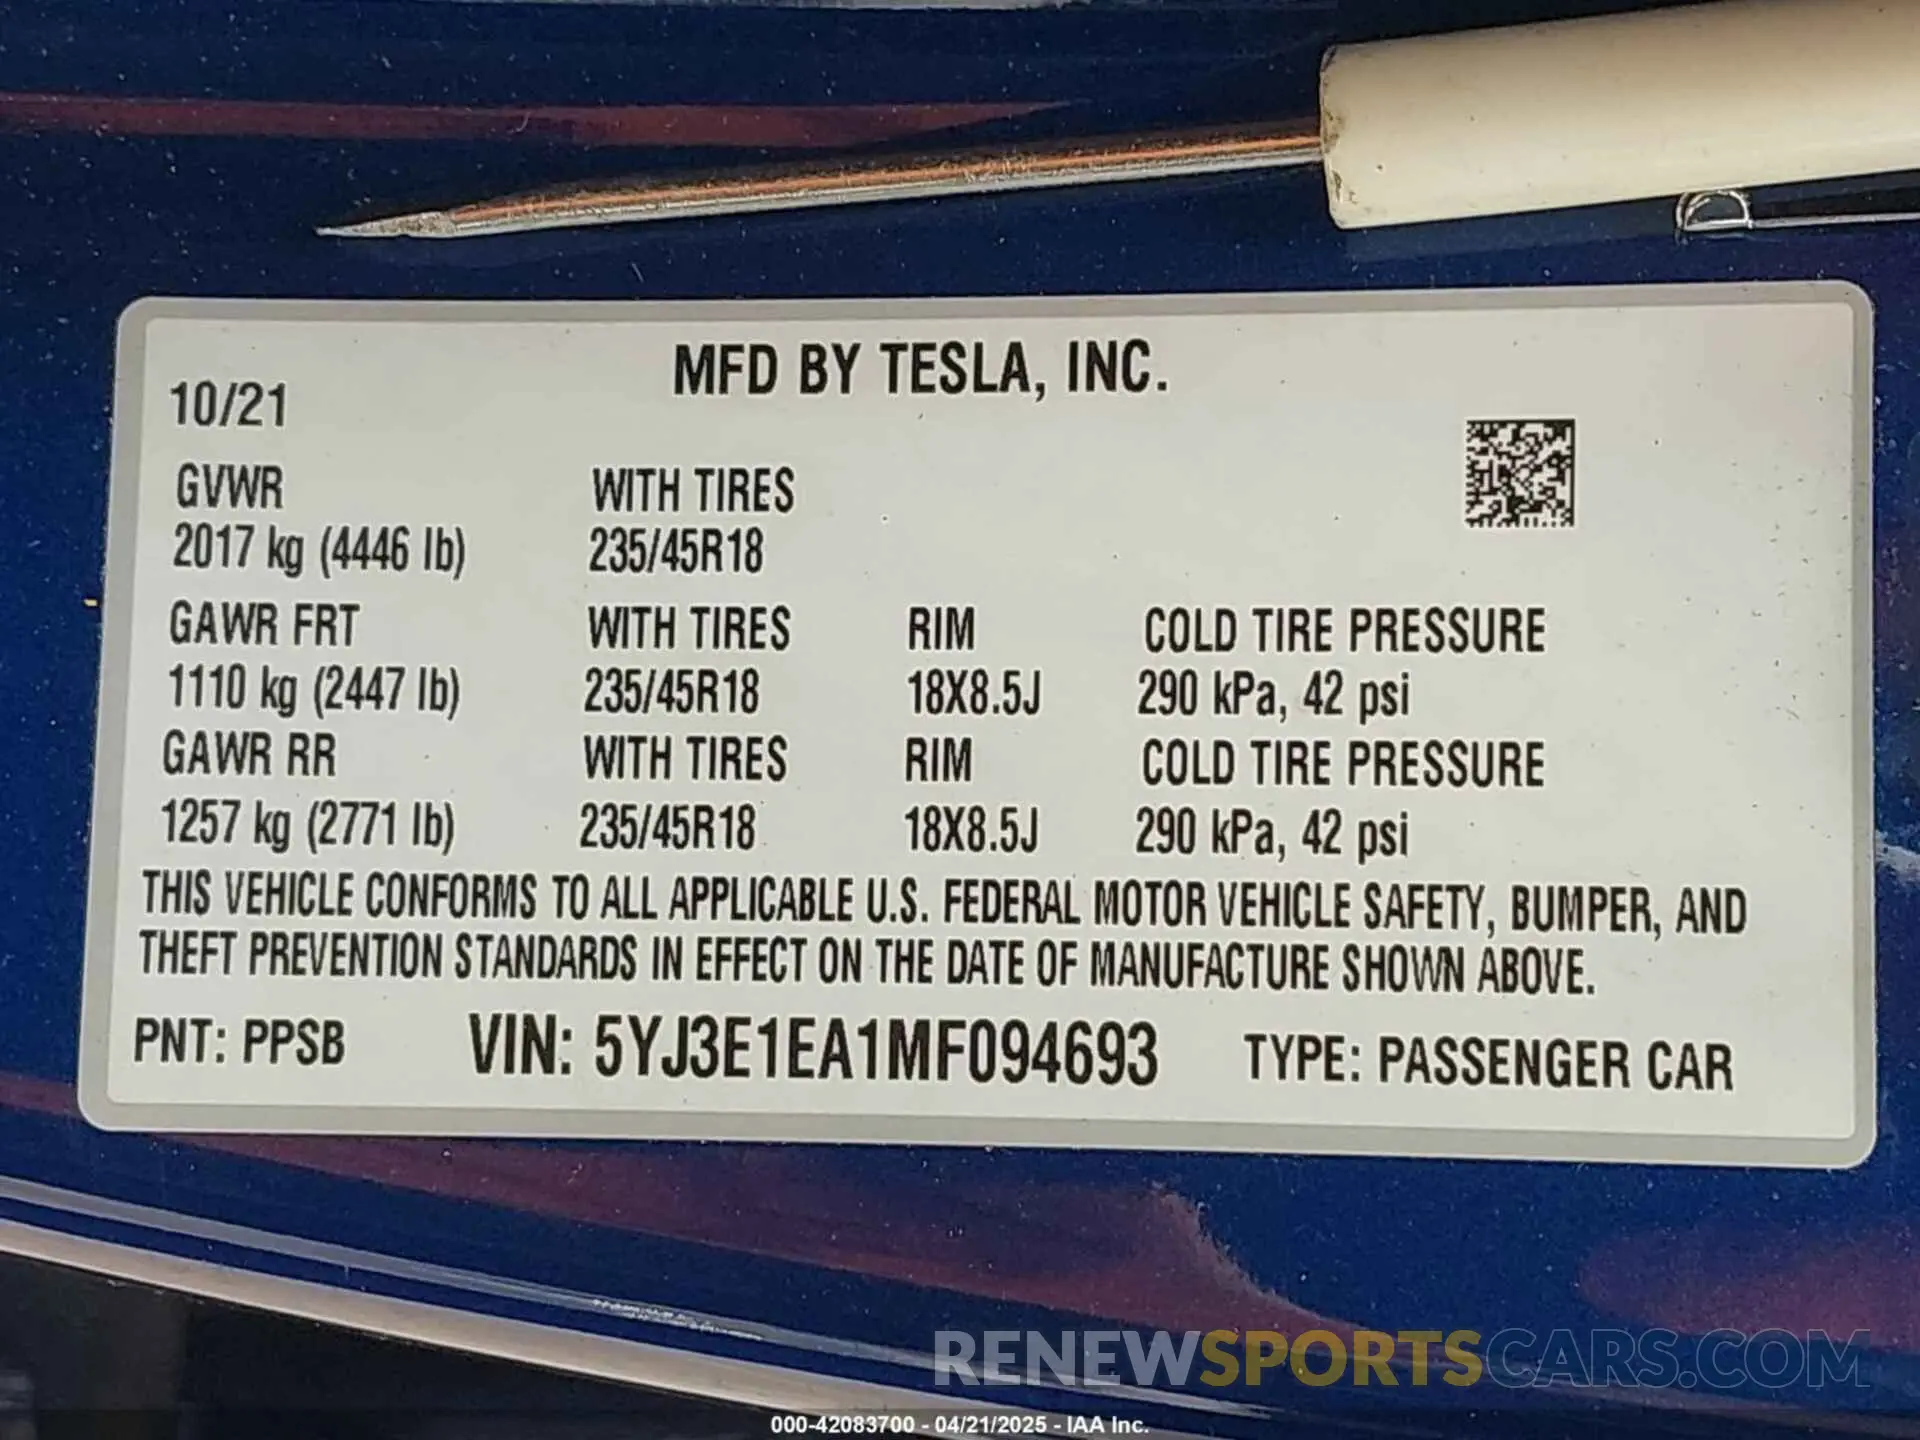 MFD BY TESLA, INC.
10/21
GVWR WITH TIRES
2017 kg (4446 lb) 235/45R18
GAWR FRT WITH TIRES RIM COLD TIRE PRESSURE
1110 kg (2447 lb) 235/45R18 18X8.5J 290 kPa, 42 psi
GAWR RR WITH TIRES RIM COLD TIRE PRESSURE
1257 kg (2771 lb) 235/45R18 18X8.5J 290 kPa, 42 psi
THIS VEHICLE CONFORMS TO ALL APPLICABLE U.S. FEDERAL MOTOR VEHICLE SAFETY, BUMPER, AND
THEFT PREVENTION STANDARDS IN EFFECT ON THE DATE OF MANUFACTURE SHOWN ABOVE.
PNT: PPSB VIN: 5YJ3E1EA1MF094693 TYPE: PASSENGER CAR
RENEWSPORTSCARS.COM
000-42083700 - 04/21/2025 - IAA Inc.